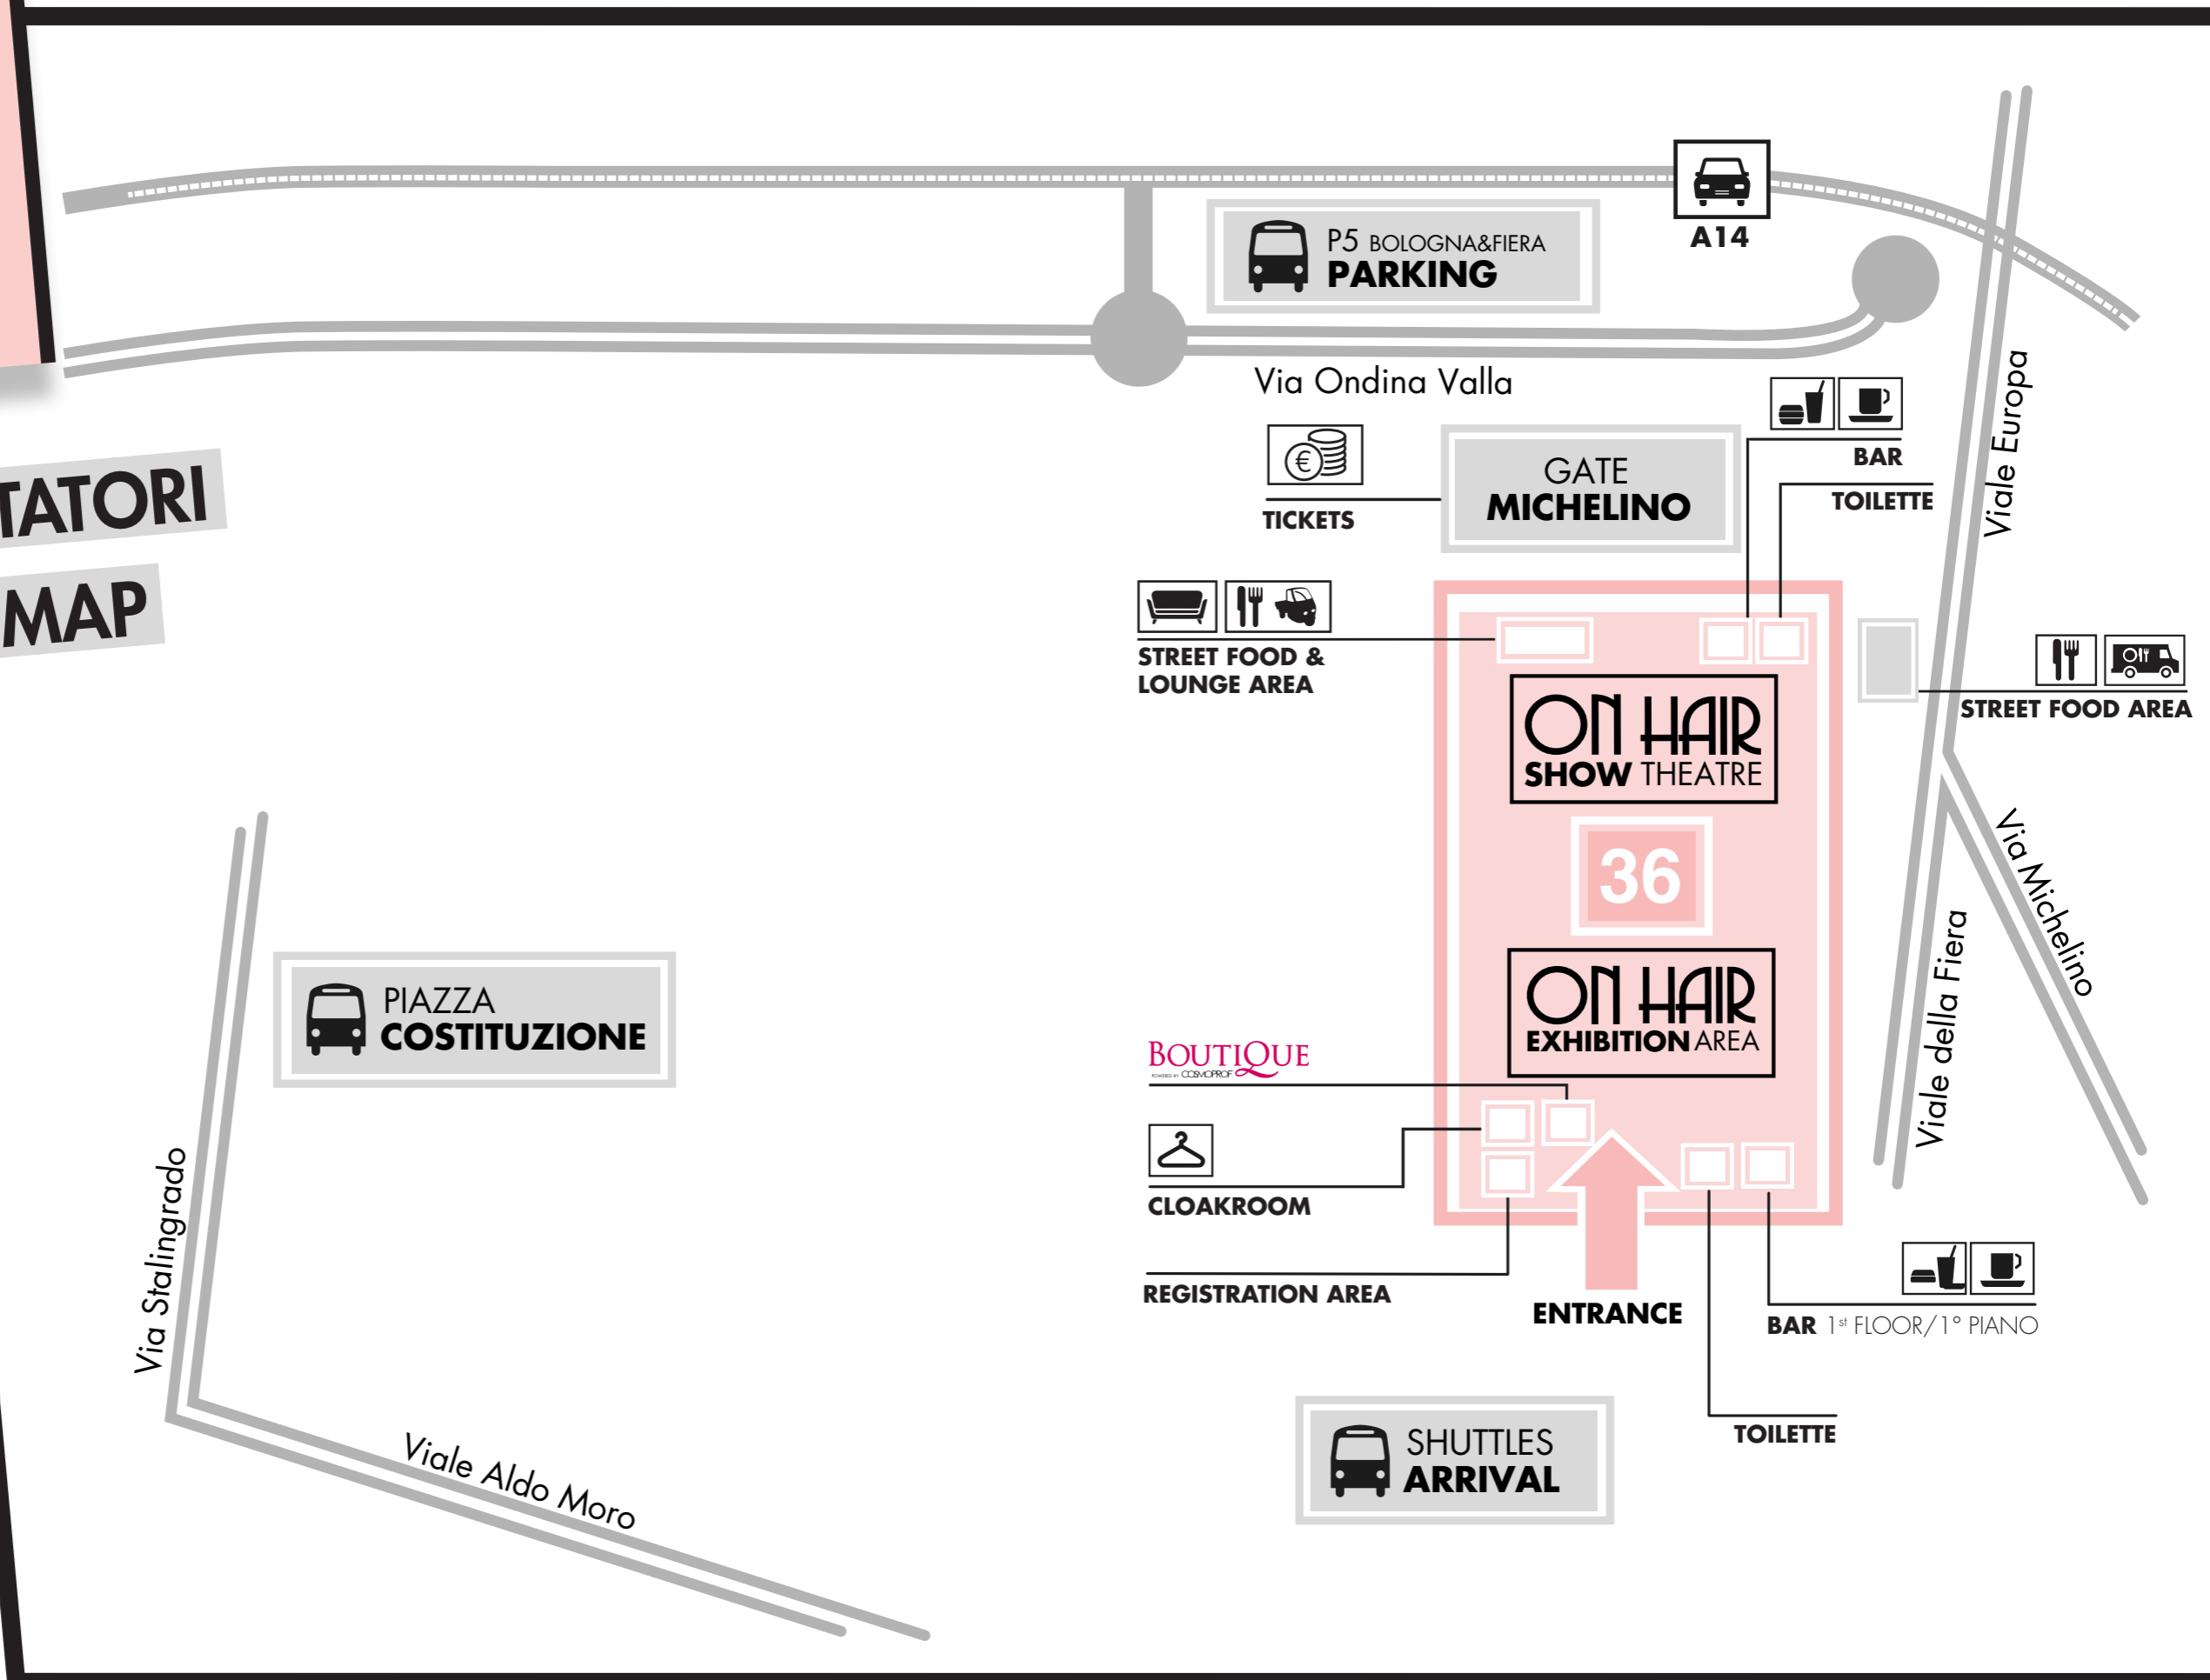 A14
P5 BOLOGNA&FIERA
PARKING
Via Ondina Valla
Viale Europa
BAR
TOILETTE
GATE
MICHELINO
€
TICKETS
TATORI
MAP
STREET FOOD &
LOUNGE AREA
STREET FOOD AREA
ON HAIR
SHOW THEATRE
36
Via Michelino
Viale della Fiera
ON HAIR
EXHIBITION AREA
PIAZZA
COSTITUZIONE
BOUTIQUE
POWERED BY COSMOPROF
CLOAKROOM
REGISTRATION AREA
ENTRANCE
BAR 1st FLOOR/1° PIANO
TOILETTE
Via Stalingrado
Viale Aldo Moro
SHUTTLES
ARRIVAL